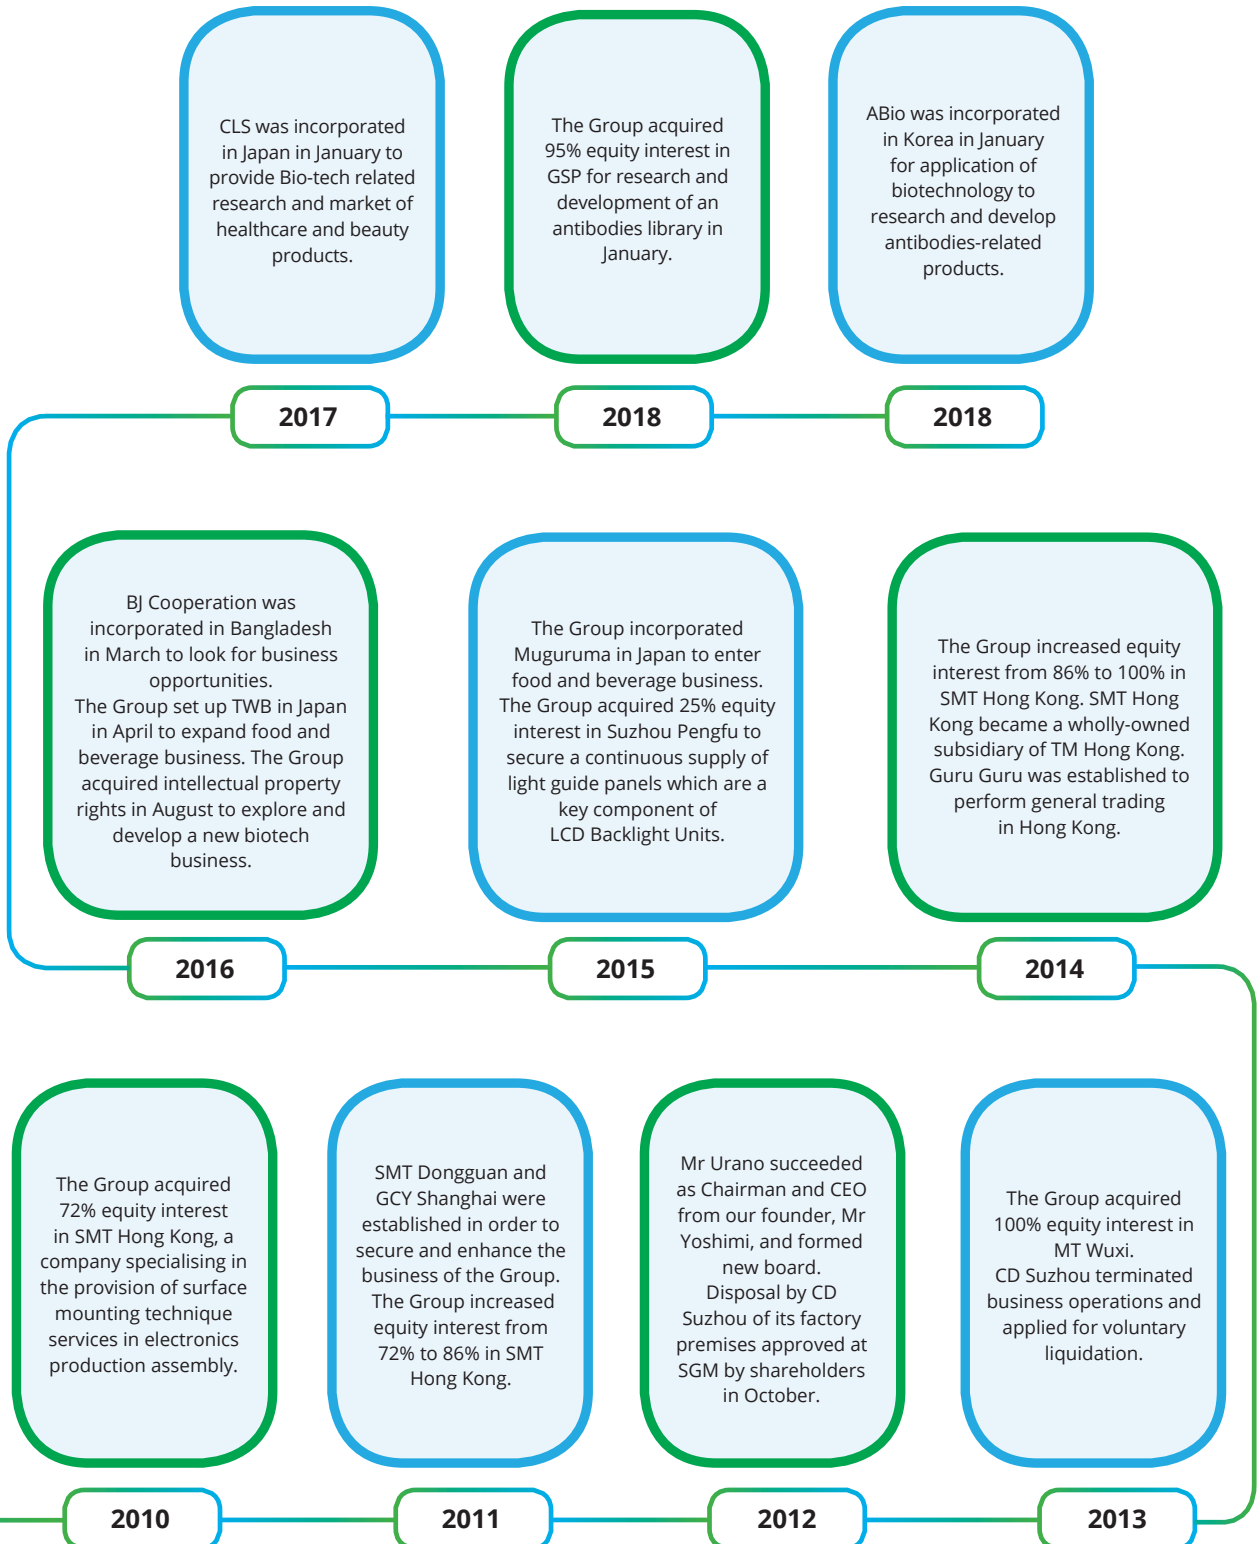 CLS was incorporated
in Japan in January to
provide Bio-tech related
research and market of
healthcare and beauty
products.
The Group acquired
95% equity interest in
GSP for research and
development of an
antibodies library in
January.
ABio was incorporated
in Korea in January
for application of
biotechnology to
research and develop
antibodies-related
products.
2017
2018
2018
BJ Cooperation was
incorporated in Bangladesh
in March to look for business
opportunities.
The Group set up TWB in Japan
in April to expand food and
beverage business. The Group
acquired intellectual property
rights in August to explore and
develop a new biotech
business.
The Group incorporated
Muguruma in Japan to enter
food and beverage business.
The Group acquired 25% equity
interest in Suzhou Pengfu to
secure a continuous supply of
light guide panels which are a
key component of
LCD Backlight Units.
The Group increased equity
interest from 86% to 100% in
SMT Hong Kong. SMT Hong
Kong became a wholly-owned
subsidiary of TM Hong Kong.
Guru Guru was established to
perform general trading
in Hong Kong.
2016
2015
2014
The Group acquired
72% equity interest
in SMT Hong Kong, a
company specialising in
the provision of surface
mounting technique
services in electronics
production assembly.
SMT Dongguan and
GCY Shanghai were
established in order to
secure and enhance the
business of the Group.
The Group increased
equity interest from
72% to 86% in SMT
Hong Kong.
Mr Urano succeeded
as Chairman and CEO
from our founder, Mr
Yoshimi, and formed
new board.
Disposal by CD
Suzhou of its factory
premises approved at
SGM by shareholders
in October.
The Group acquired
100% equity interest in
MT Wuxi.
CD Suzhou terminated
business operations and
applied for voluntary
liquidation.
2010
2011
2012
2013